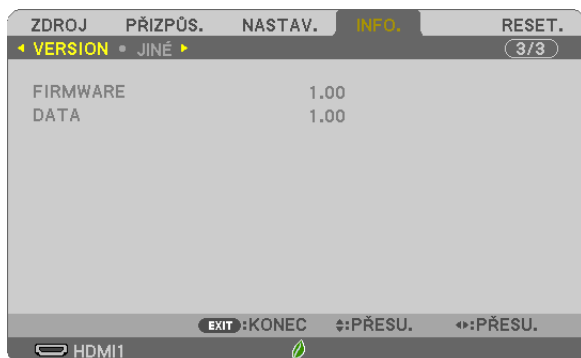 ZDROJ PŘIZPŮS. NASTAV. INFO. RESET.
VERSION JINÉ 3/3
FIRMWARE 1.00
DATA 1.00
EXIT :KONEC :PŘESU. :PŘESU.
HDMI1